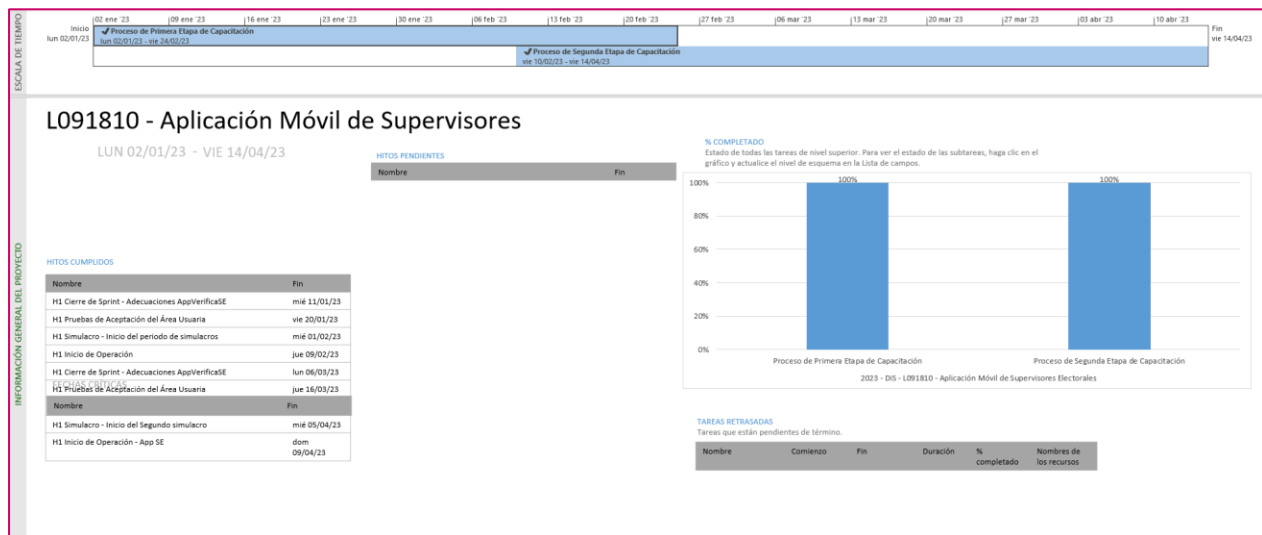 ESCALA DE TIEMPO
Inicio
lun 02/01/23
02 ene '23 09 ene '23 16 ene '23 23 ene '23 30 ene '23 06 feb '23 13 feb '23 20 feb '23 27 feb '23 06 mar '23 13 mar '23 20 mar '23 27 mar '23 03 abr '23 10 abr '23
Fin
vie 14/04/23
✓ Proceso de Primera Etapa de Capacitación
lun 02/01/23 - vie 24/02/23
✓ Proceso de Segunda Etapa de Capacitación
vie 10/02/23 - vie 14/04/23
INFORMACIÓN GENERAL DEL PROYECTO
L091810 - Aplicación Móvil de Supervisores
LUN 02/01/23 - VIE 14/04/23
HITOS PENDIENTES
Nombre Fin
HITOS CUMPLIDOS
Nombre Fin
H1 Cierre de Sprint - Adecuaciones AppVerificaSE mié 11/01/23
H1 Pruebas de Aceptación del Área Usuaria vie 20/01/23
H1 Simulacro - Inicio del periodo de simulacros mié 01/02/23
H1 Inicio de Operación jue 09/02/23
H1 Cierre de Sprint - Adecuaciones AppVerificaSE lun 06/03/23
FECHAS CRÍTICAS
H1 Pruebas de Aceptación del Área Usuaria jue 16/03/23
Nombre Fin
H1 Simulacro - Inicio del Segundo simulacro mié 05/04/23
H1 Inicio de Operación - App SE dom
09/04/23
% COMPLETADO
Estado de todas las tareas de nivel superior. Para ver el estado de las subtareas, haga clic en el
gráfico y actualice el nivel de esquema en la Lista de campos.
100% 100%
100%
80%
60%
40%
20%
0%
Proceso de Primera Etapa de Capacitación Proceso de Segunda Etapa de Capacitación
2023 - DIS - L091810 - Aplicación Móvil de Supervisores Electorales
TAREAS RETRASADAS
Tareas que están pendientes de término.
Nombre Comienzo Fin Duración % Nombres de
completado los recursos